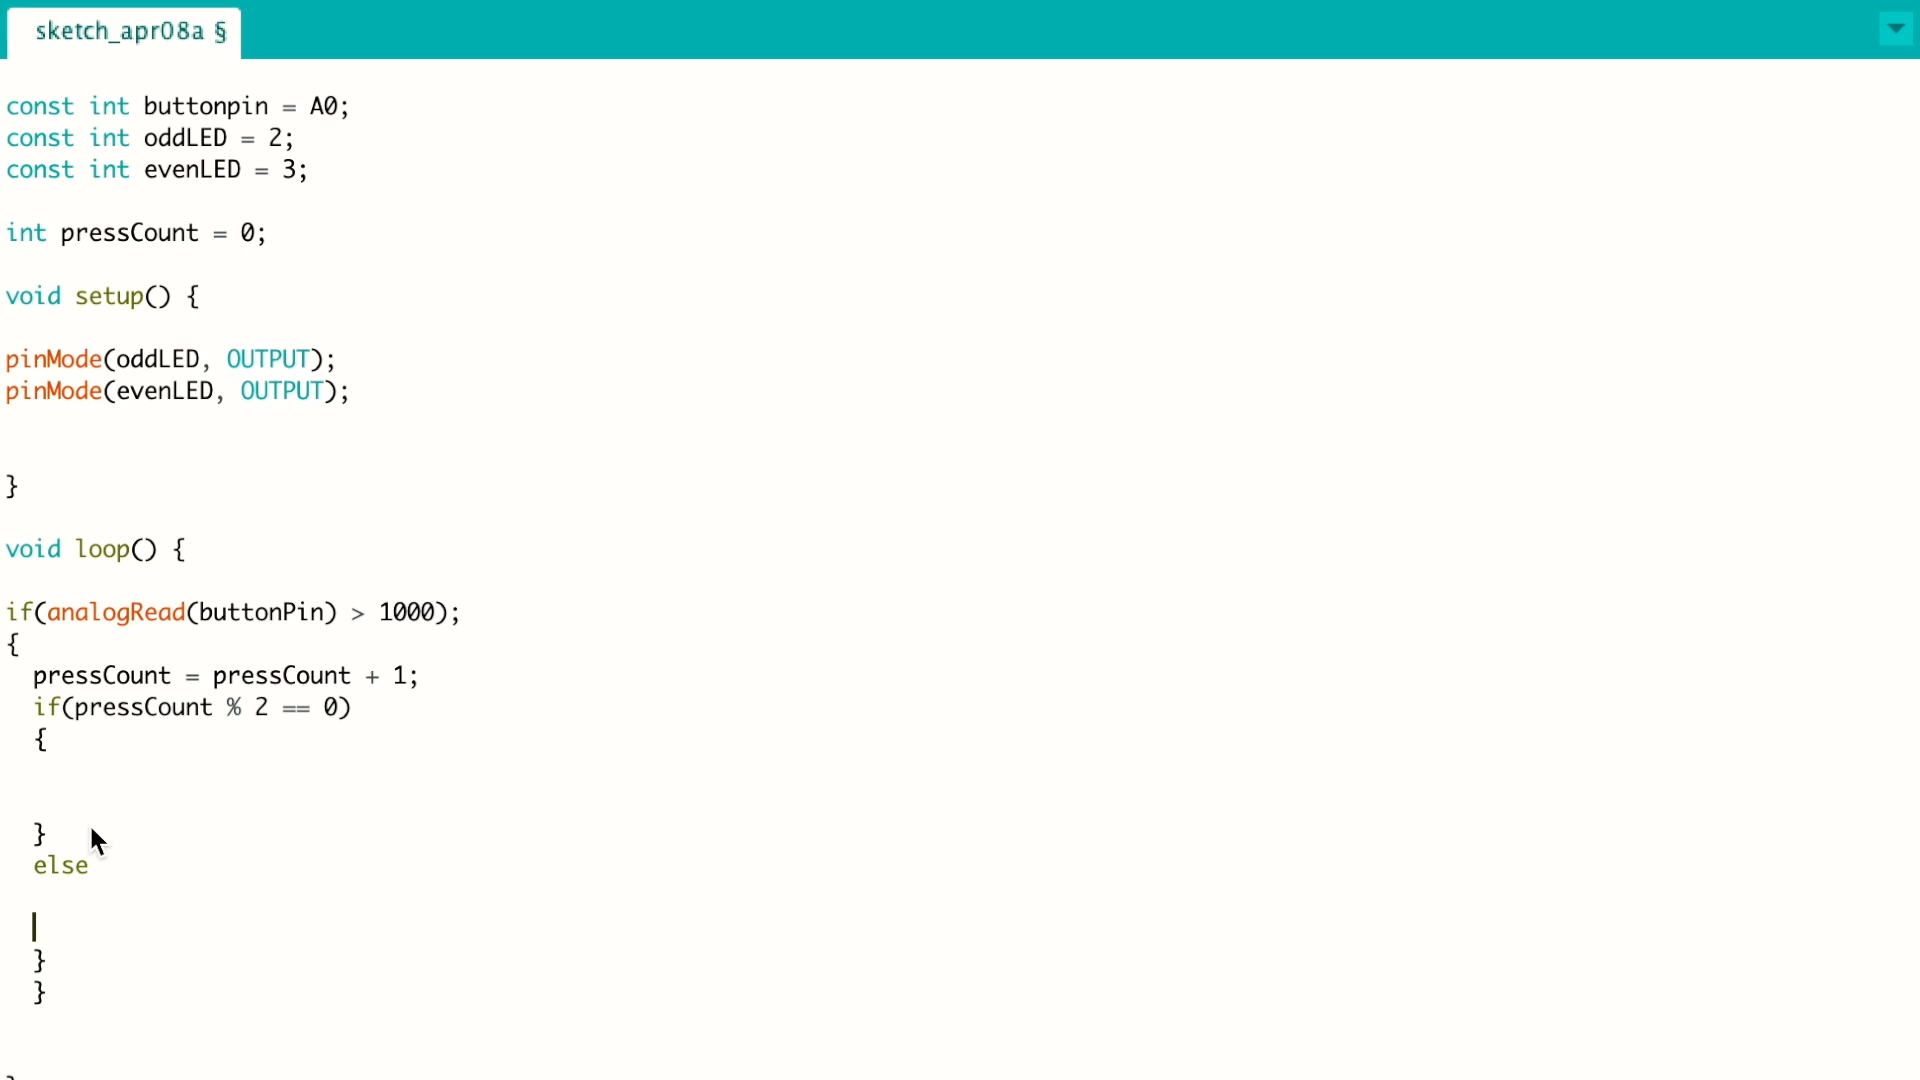 sketch_apr08a §
const int buttonpin = A0;
const int oddLED = 2;
const int evenLED = 3;
int pressCount = 0;
void setup() {
pinMode(oddLED, OUTPUT);
pinMode(evenLED, OUTPUT);
}
void loop() {
if(analogRead(buttonPin) > 1000);
{
pressCount = pressCount + 1;
if(pressCount % 2 == 0)
{
}
else
}
}